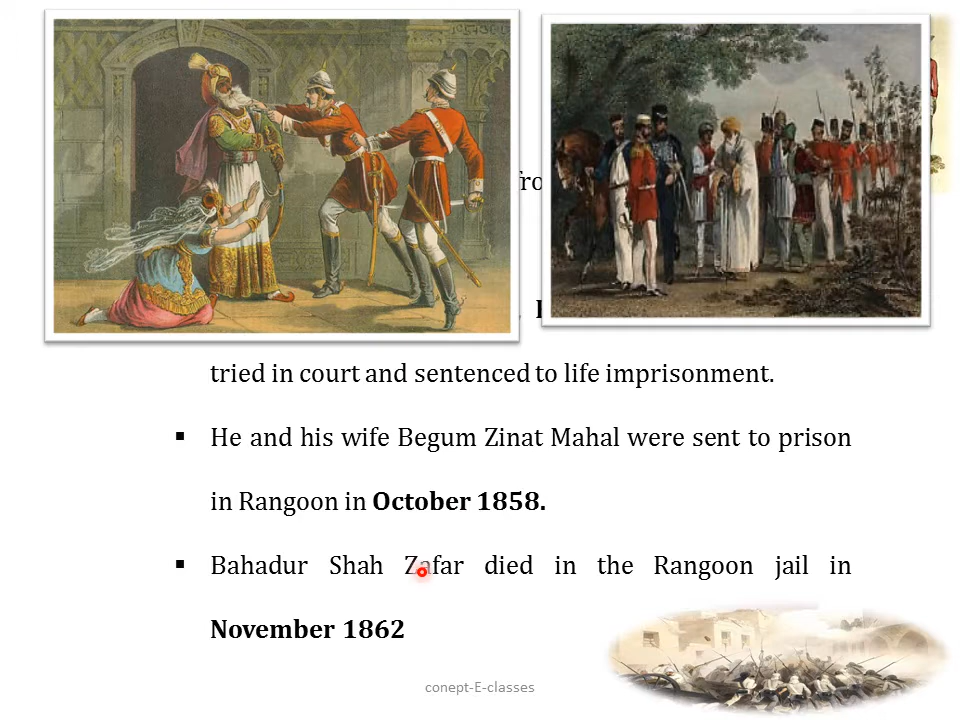 fro
tried in court and sentenced to life imprisonment.
▪ He and his wife Begum Zinat Mahal were sent to prison
in Rangoon in October 1858.
▪ Bahadur Shah Zafar died in the Rangoon jail in
November 1862
conept-E-classes